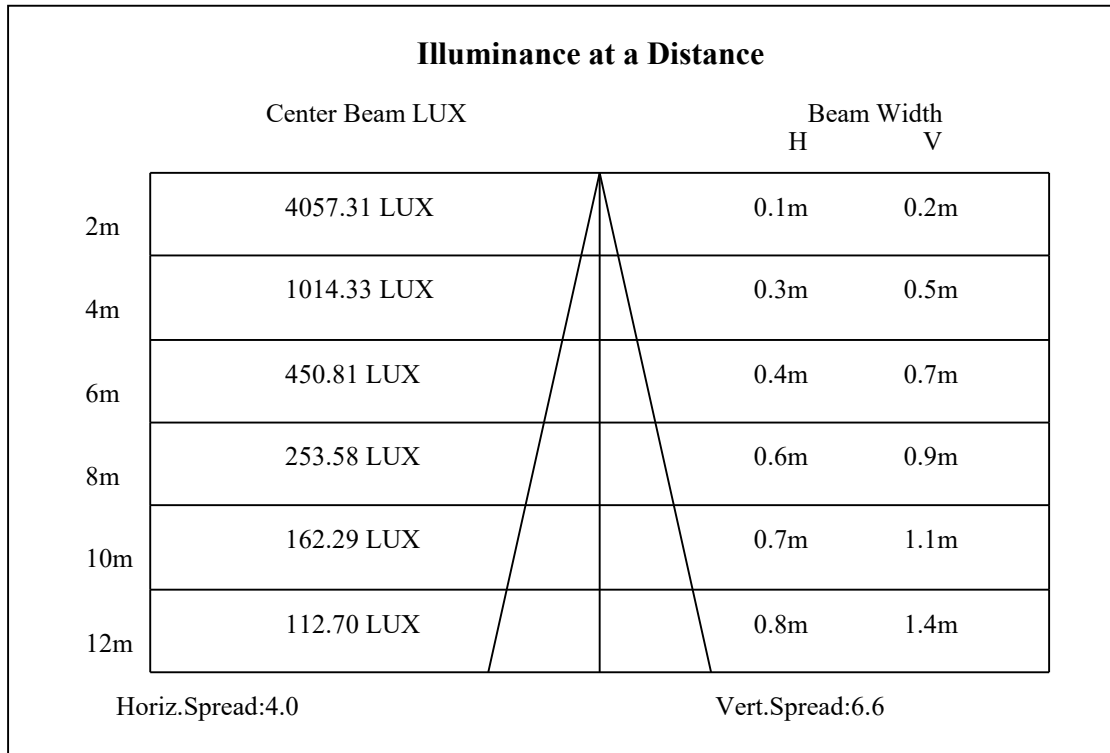 Illuminance at a Distance
Center Beam LUX Beam Width
H V
2m 4057.31 LUX 0.1m 0.2m
4m 1014.33 LUX 0.3m 0.5m
6m 450.81 LUX 0.4m 0.7m
8m 253.58 LUX 0.6m 0.9m
10m 162.29 LUX 0.7m 1.1m
12m 112.70 LUX 0.8m 1.4m
Horiz.Spread:4.0 Vert.Spread:6.6